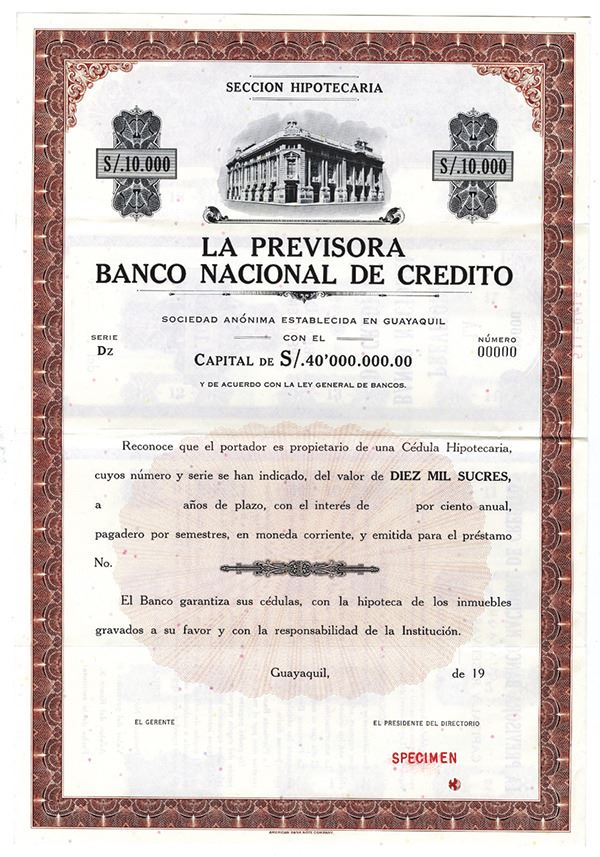 SECCION HIPOTECARIA
S/.10.000
S/.10.000
LA PREVISORA
BANCO NACIONAL DE CREDITO
SOCIEDAD ANÓNIMA ESTABLECIDA EN GUAYAQUIL
CON EL
SERIE
Dz
NÚMERO
00000
CAPITAL DE S/.40'000.000.00
Y DE ACUERDO CON LA LEY GENERAL DE BANCOS.
Reconoce que el portador es propietario de una Cédula Hipotecaria,
cuyos número y serie se han indicado, del valor de DIEZ MIL SUCRES,
a años de plazo, con el interés de por ciento anual,
pagadero por semestres, en moneda corriente, y emitida para el préstamo
No.
El Banco garantiza sus cédulas, con la hipoteca de los inmuebles
gravados a su favor y con la responsabilidad de la Institución.
Guayaquil, de 19
EL GERENTE
EL PRESIDENTE DEL DIRECTORIO
SPECIMEN
AMERICAN BANK NOTE COMPANY.